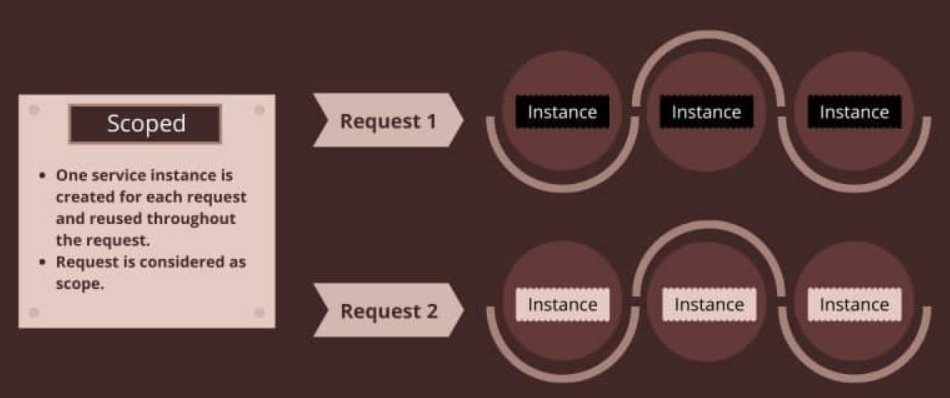 Scoped
• One service instance is
created for each request
and reused throughout
the request.
• Request is considered as
scope.
Request 1
Instance
Instance
Instance
Request 2
Instance
Instance
Instance